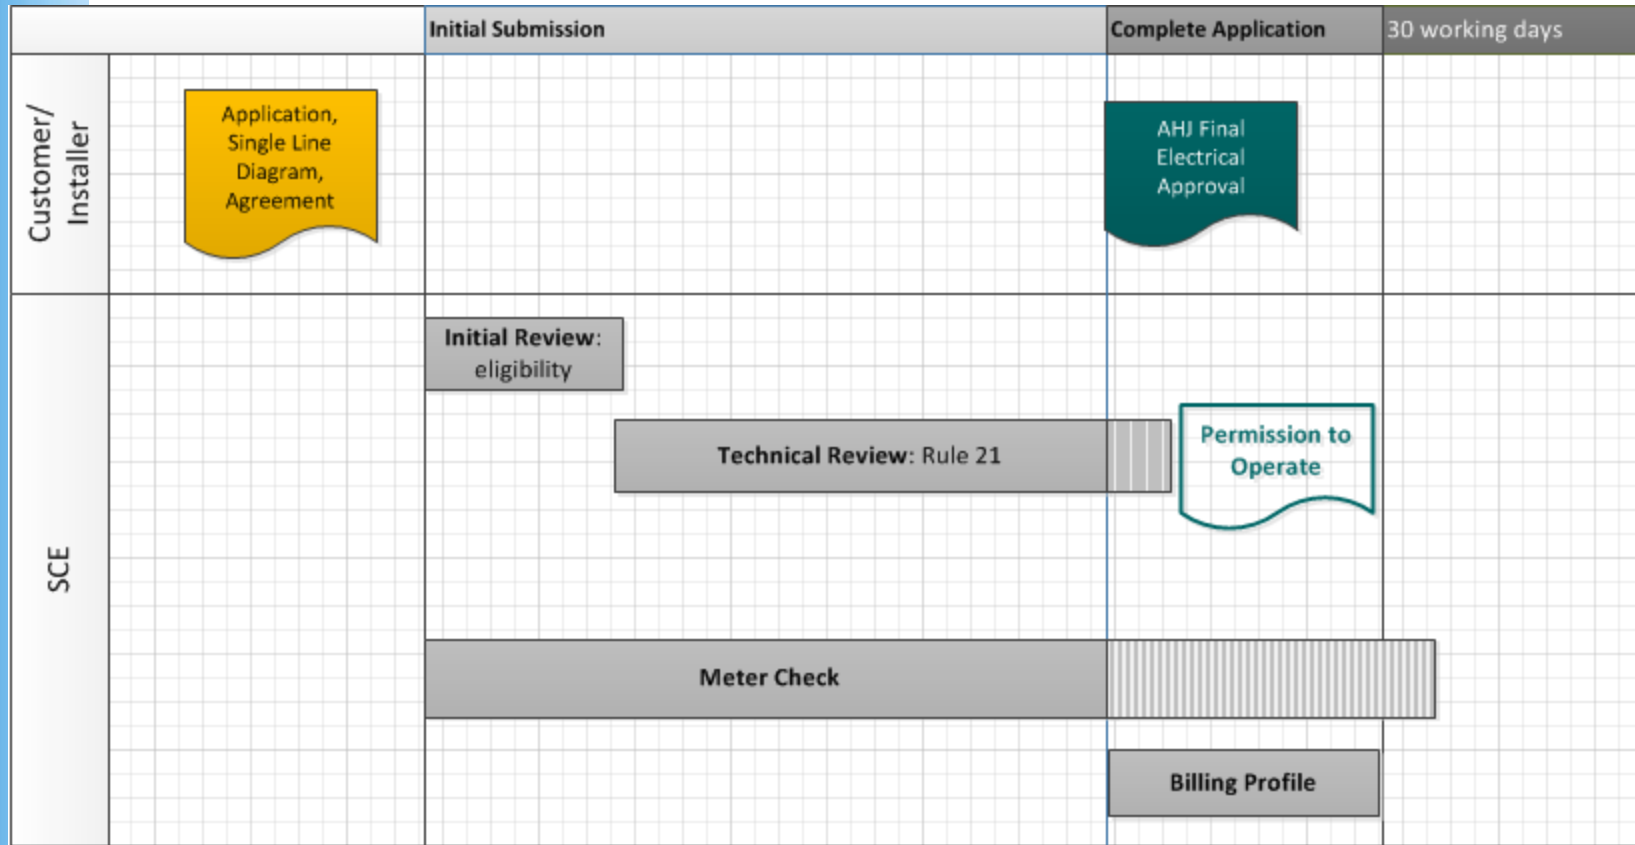 Initial Submission
Complete Application
30 working days
Customer/
Installer
Application,
Single Line
Diagram,
Agreement
AHJ Final
Electrical
Approval
SCE
Initial Review:
eligibility
Technical Review: Rule 21
Permission to
Operate
Meter Check
Billing Profile